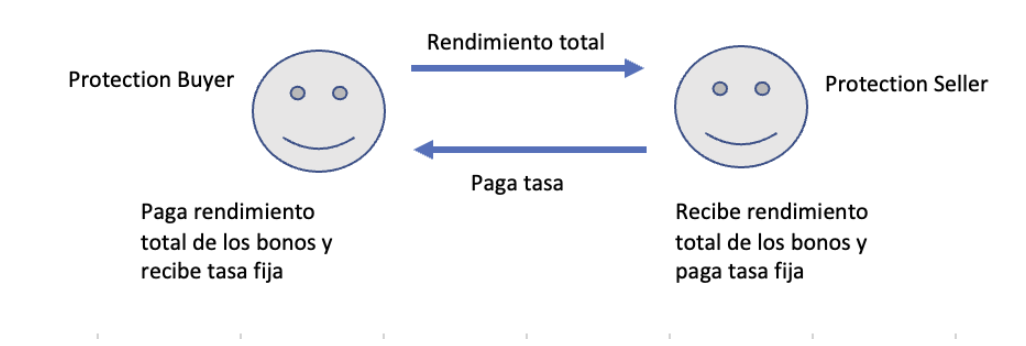 Rendimiento total
Protection Buyer
Protection Seller
Paga tasa
Paga rendimiento
total de los bonos y
recibe tasa fija
Recibe rendimiento
total de los bonos y
paga tasa fija